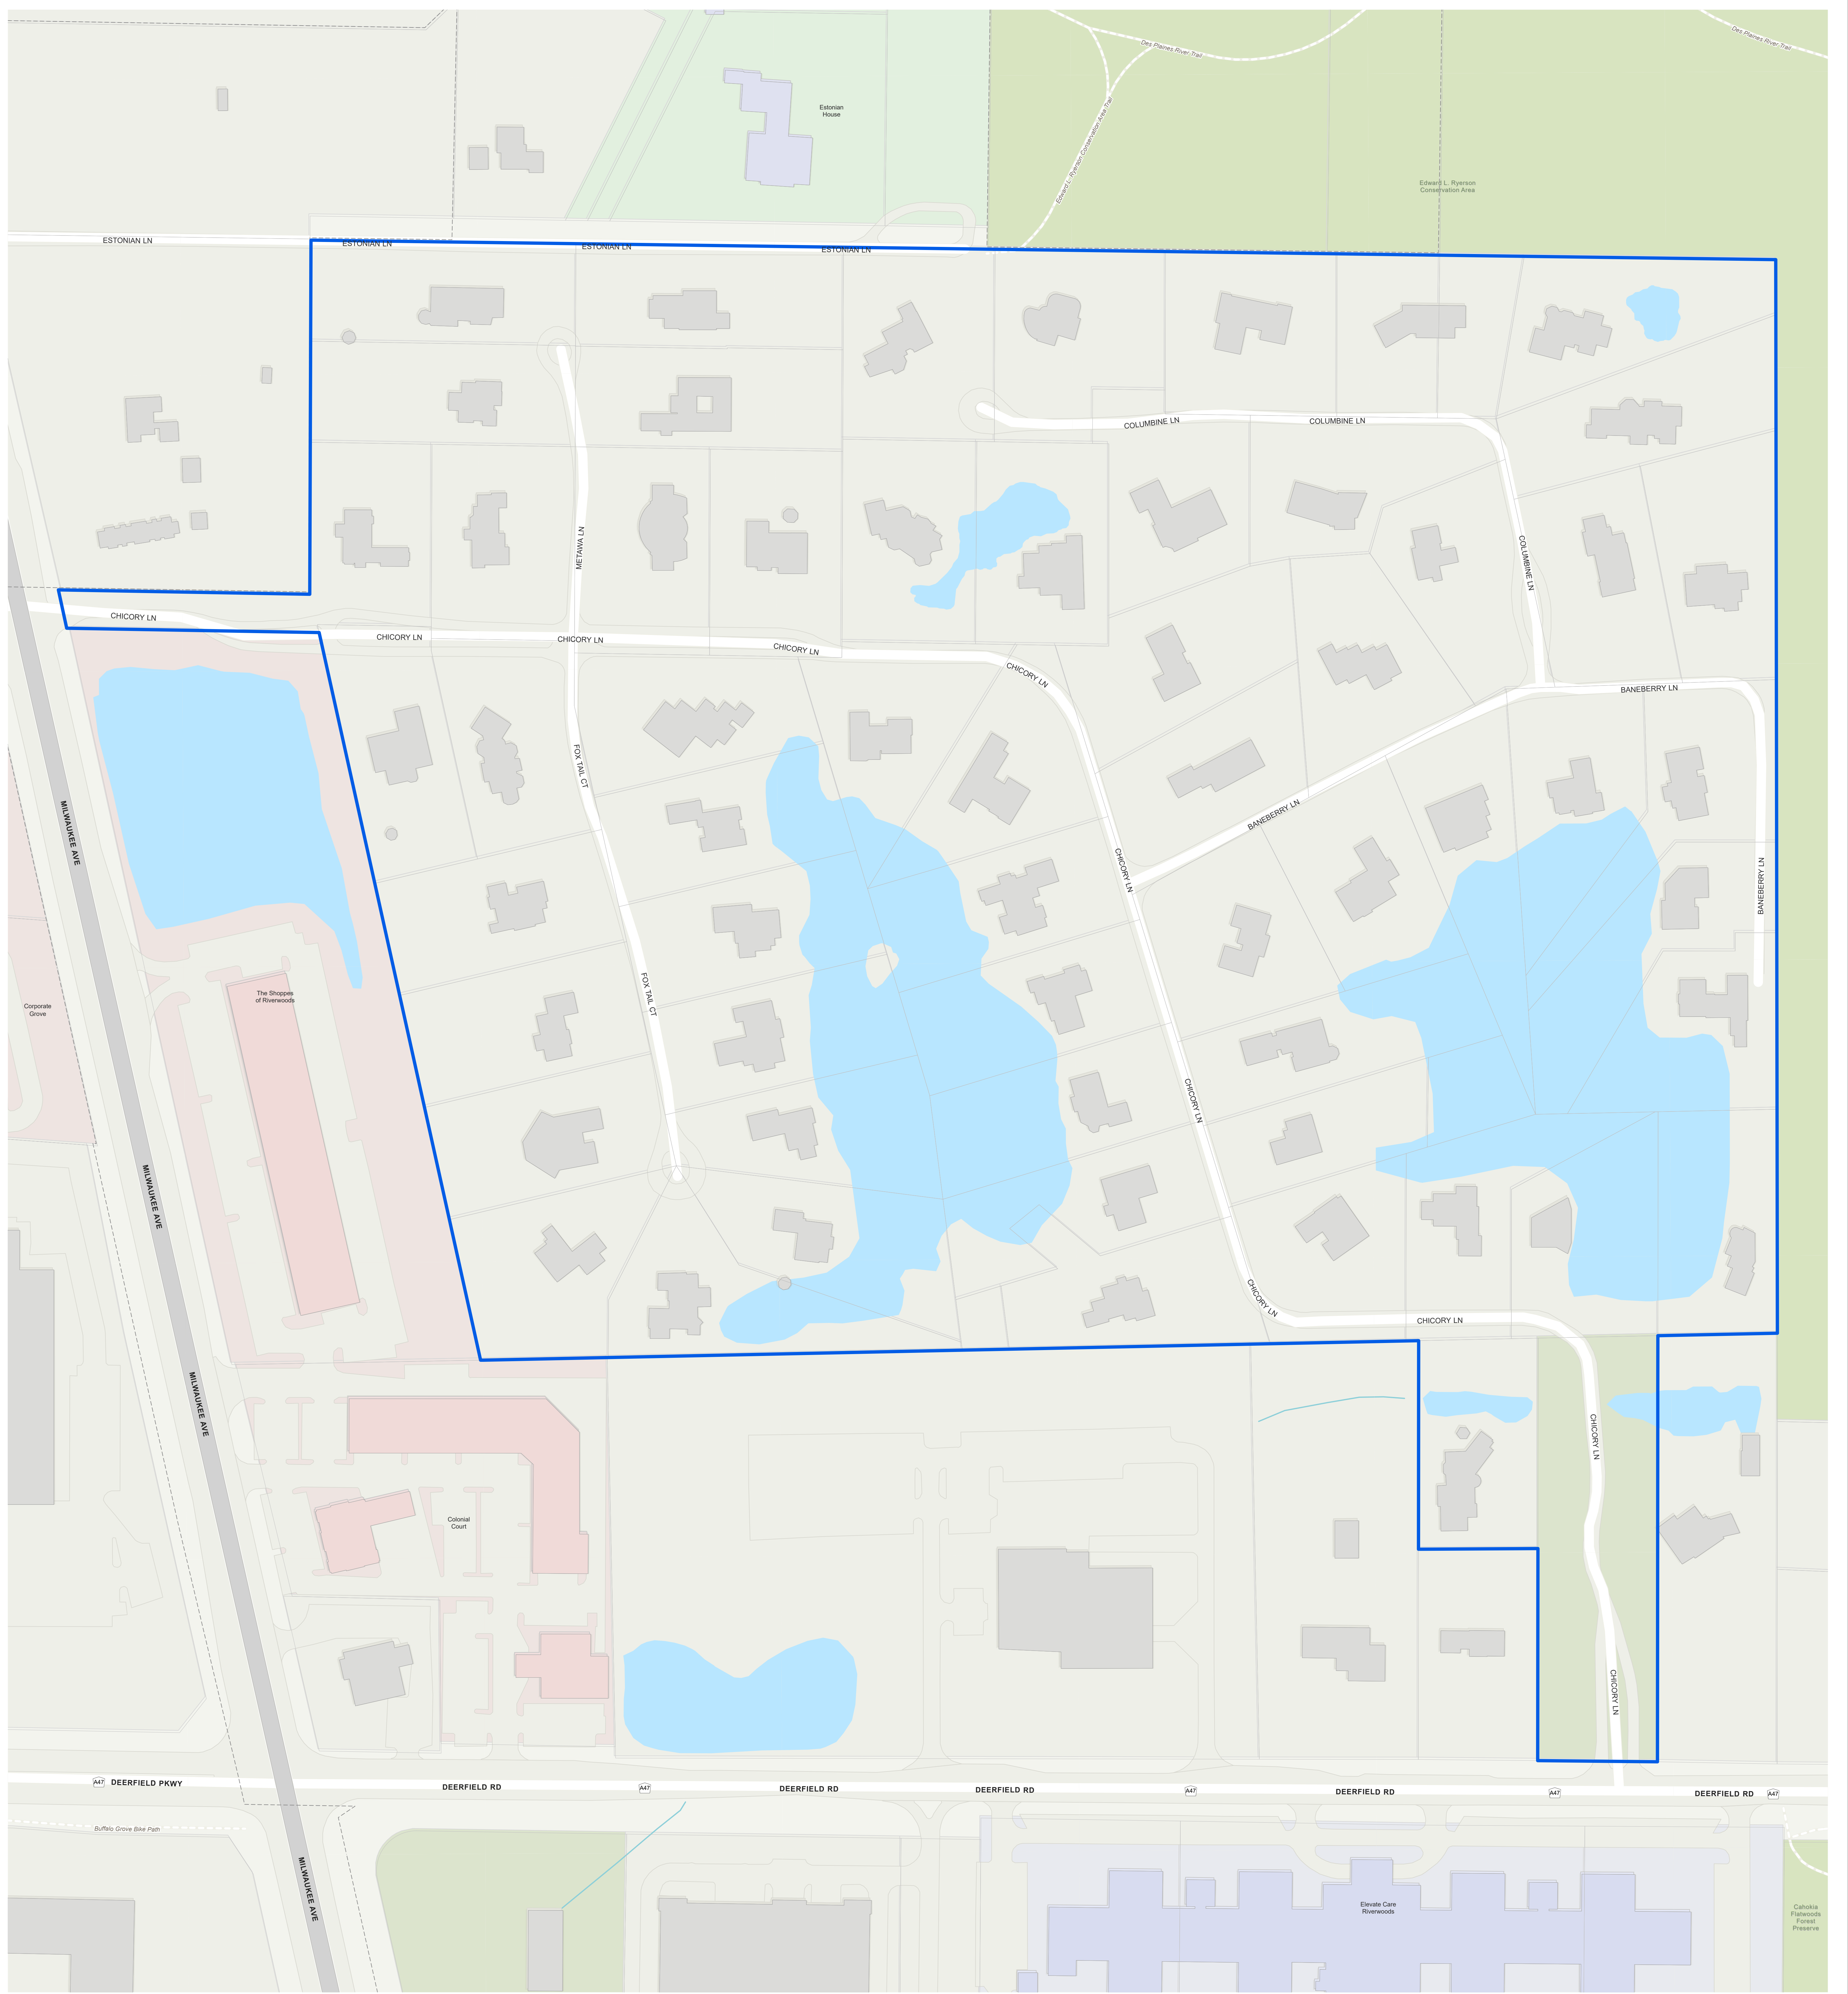 Des Plaines River Trail
Des Plaines River Trail
Estonian
House
Edward L. Ryerson Conservation Area Trail
Edward L. Ryerson
Conservation Area
ESTONIAN LN
ESTONIAN LN
ESTONIAN LN
ESTONIAN LN
COLUMBINE LN
COLUMBINE LN
METAWA LN
COLUMBINE LN
CHICORY LN
CHICORY LN
CHICORY LN
CHICORY LN
CHICORY LN
BANEBERRY LN
FOX TAIL CT
MILWAUKEE AVE
BANEBERRY LN
CHICORY LN
BANEBERRY LN
The Shoppes
of Riverwoods
FOX TAIL CT
Corporate
Grove
CHICORY LN
MILWAUKEE AVE
CHICORY LN
CHICORY LN
MILWAUKEE AVE
CHICORY LN
Colonial
Court
CHICORY LN
A47
DEERFIELD PKWY
DEERFIELD RD
A47
DEERFIELD RD
DEERFIELD RD
A47
DEERFIELD RD
A47
DEERFIELD RD
A47
Buffalo Grove Bike Path
MILWAUKEE AVE
Elevate Care
Riverwoods
Cahokia
Flatwoods
Forest
Preserve